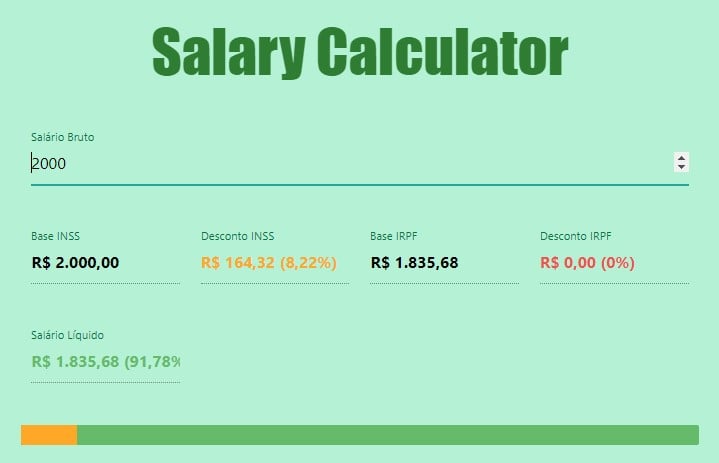 Salary Calculator
Salário Bruto
2000
Base INSS Desconto INSS Base IRPF Desconto IRPF
R$ 2.000,00 R$ 164,32 (8,22%) R$ 1.835,68 R$ 0,00 (0%)
Salário Líquido
R$ 1.835,68 (91,78%